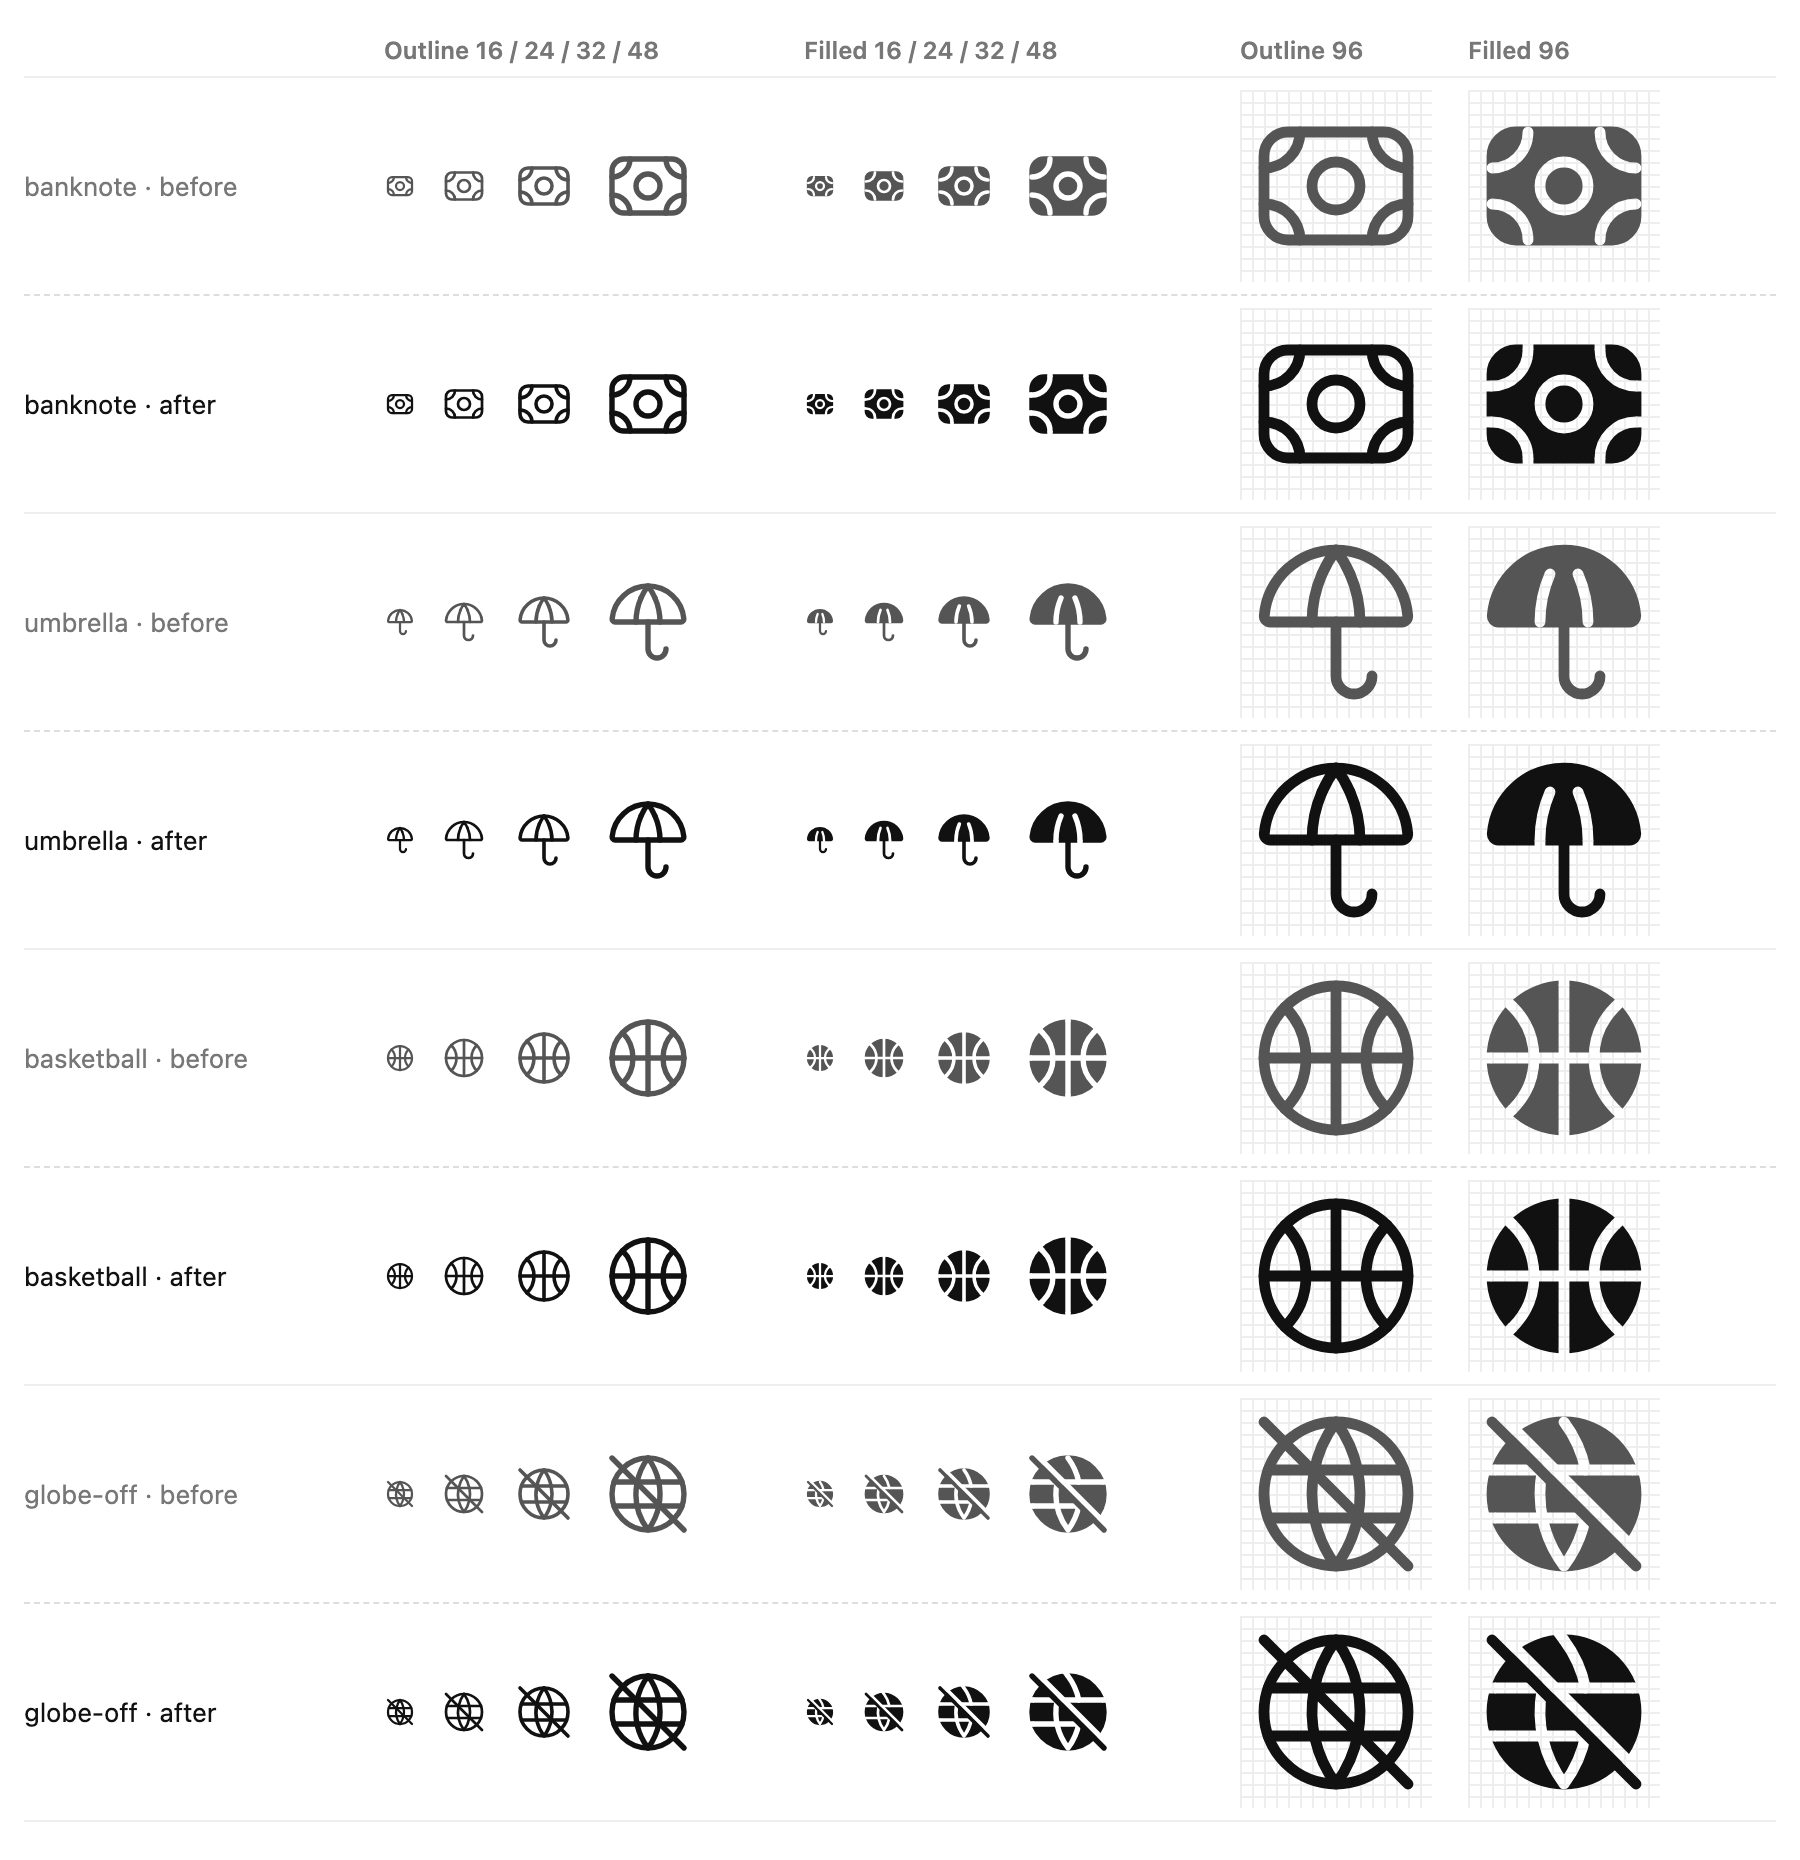 Outline 16 / 24 / 32 / 48 Filled 16 / 24 / 32 / 48 Outline 96 Filled 96
banknote · before
banknote · after
umbrella · before
umbrella · after
basketball · before
basketball · after
globe-off · before
globe-off · after